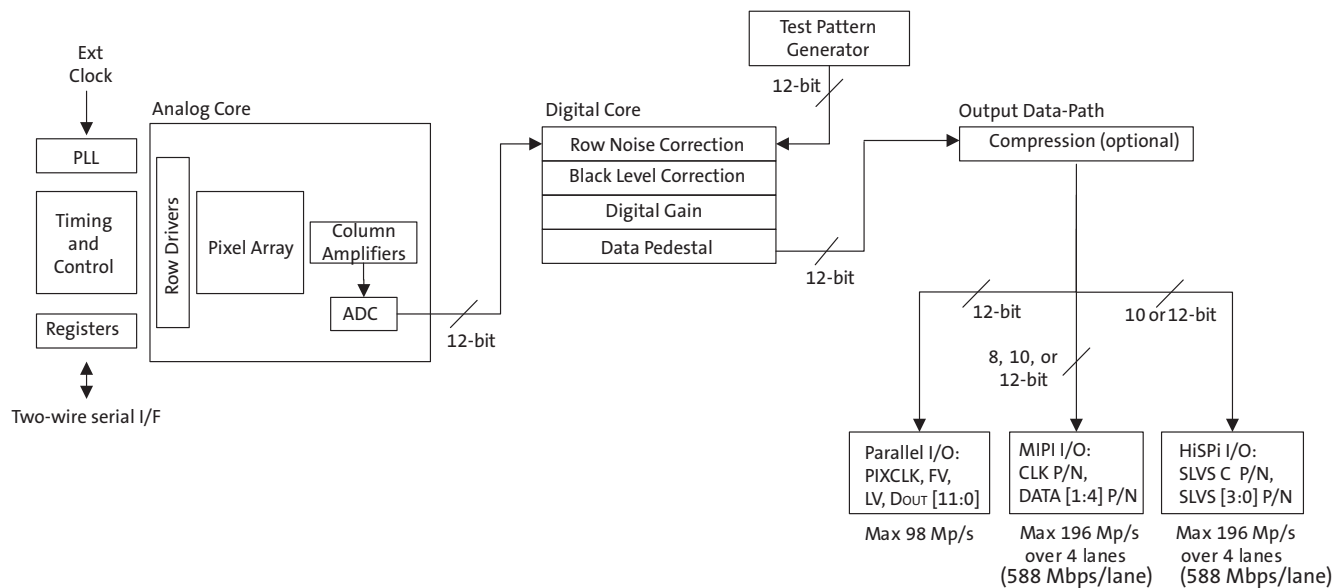 Test Pattern
Generator
12-bit
Ext
Clock
PLL
Timing
and
Control
Registers
Two-wire serial I/F
Analog Core
Row Drivers
Pixel Array
Column
Amplifiers
ADC
12-bit
Digital Core
Row Noise Correction
Black Level Correction
Digital Gain
Data Pedestal
12-bit
Output Data-Path
Compression (optional)
12-bit
8, 10, or
12-bit
10 or 12-bit
Parallel I/O:
PIXCLK, FV,
LV, DOUT [11:0]
Max 98 Mp/s
MIPI I/O:
CLK P/N,
DATA [1:4] P/N
Max 196 Mp/s
over 4 lanes
(588 Mbps/lane)
HiSPi I/O:
SLVS C P/N,
SLVS [3:0] P/N
Max 196 Mp/s
over 4 lanes
(588 Mbps/lane)